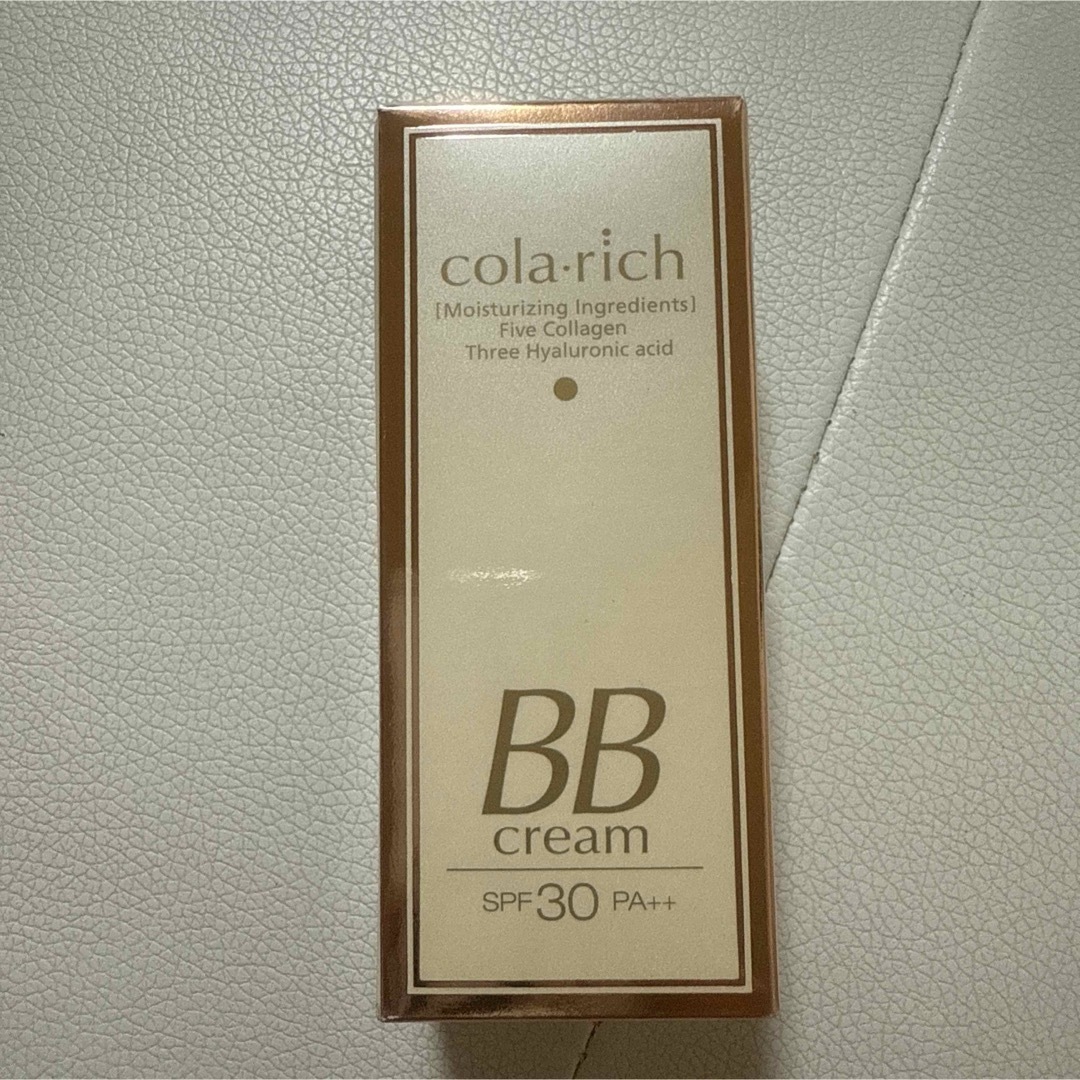 cola·rich
[Moisturizing Ingredients]
Five Collagen
Three Hyaluronic acid
BB
cream
SPF30 PA++